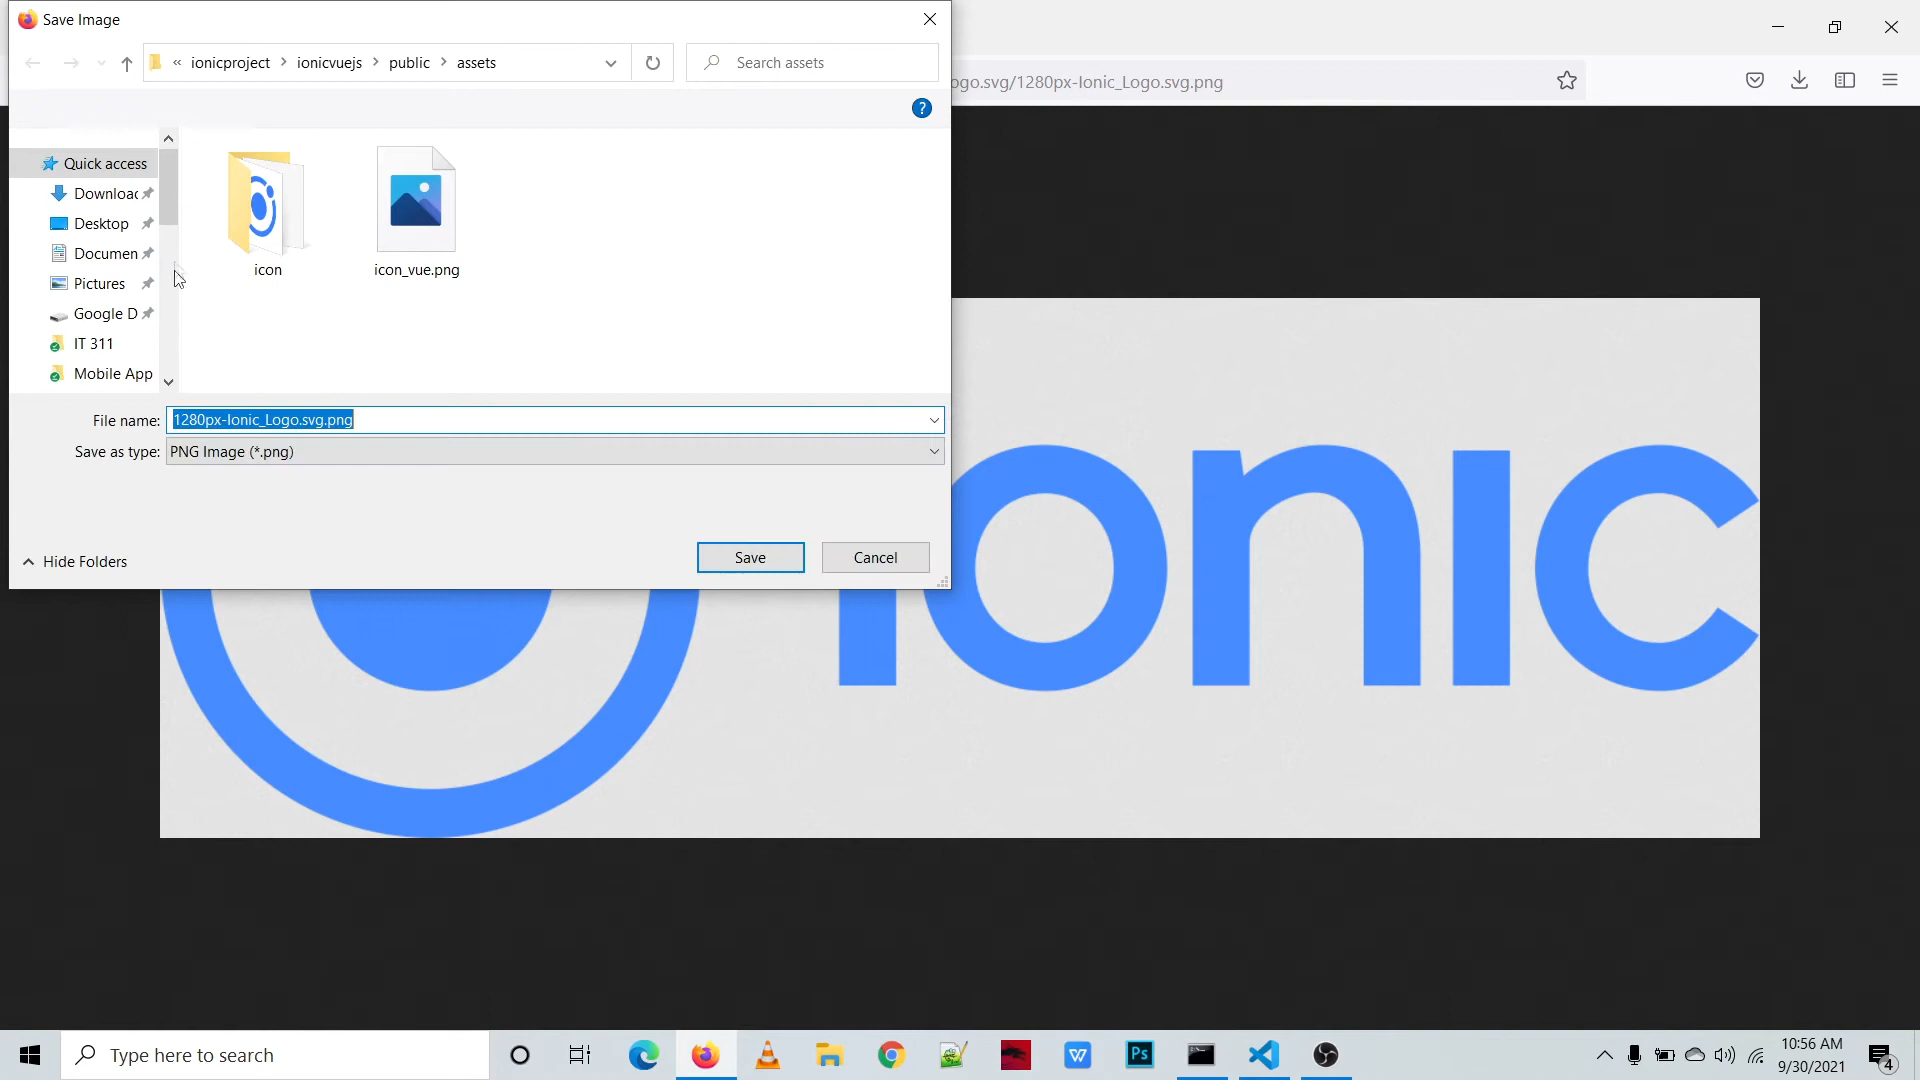 Save Image
« ionicproject > ionicvuejs > public > assets
Search assets
ogo.svg/1280px-Ionic_Logo.svg.png
?
Quick access
Downloac
Desktop
Documen
Pictures
Google D
IT 311
Mobile App
icon
icon_vue.png
File name: 1280px-Ionic_Logo.svg.png
Save as type: PNG Image (*.png)
Hide Folders
Save
Cancel
ionic
Type here to search
W
Ps
10:56 AM
9/30/2021
4